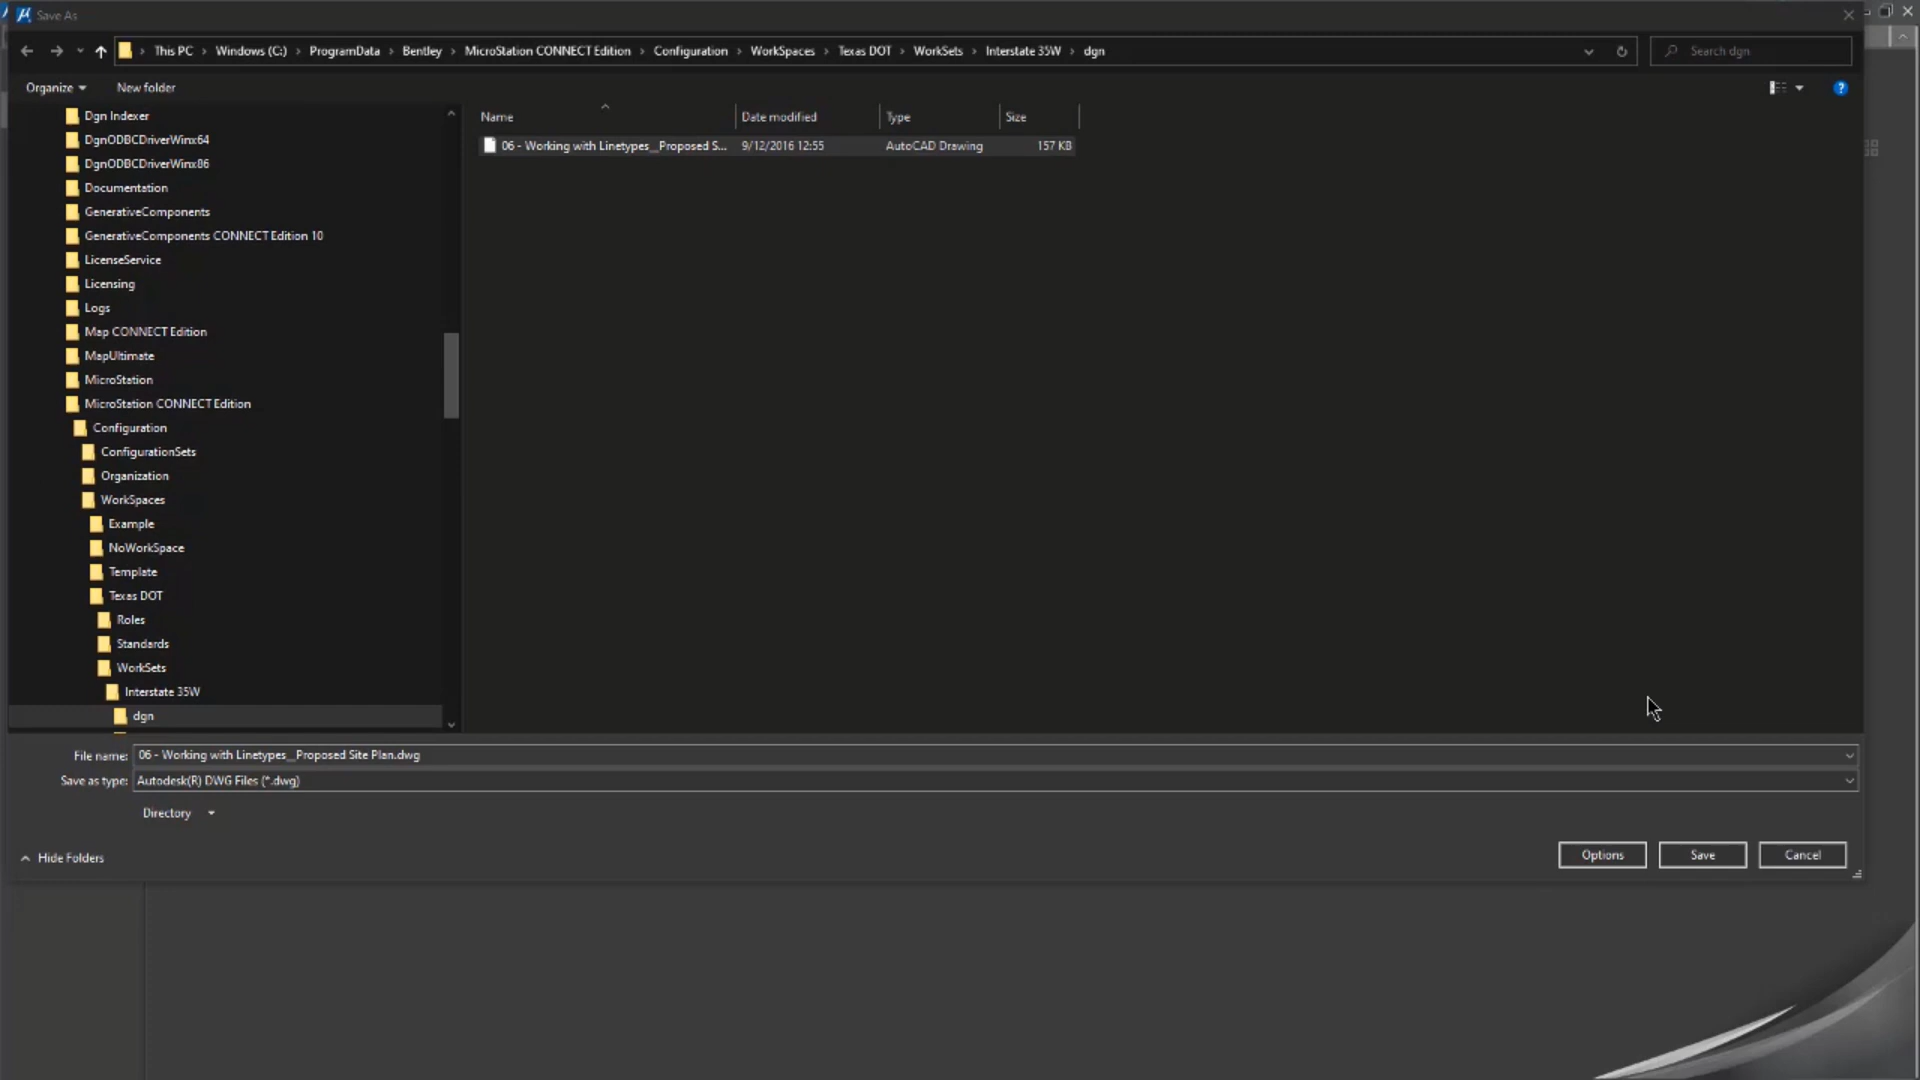 Save As
This PC > Windows (C:) > ProgramData > Bentley > MicroStation CONNECT Edition > Configuration > WorkSpaces > Texas DOT > WorkSets > Interstate 35W > dgn
Search dgn
Organize
New folder
?
Name
Date modified
Type
Size
06 - Working with Linetypes_Proposed S...
9/12/2016 12:55
AutoCAD Drawing
157 KB
Dgn Indexer
DgnODBCDriverWinx64
DgnODBCDriverWinx86
Documentation
GenerativeComponents
GenerativeComponents CONNECT Edition 10
LicenseService
Licensing
Logs
Map CONNECT Edition
MapUltimate
MicroStation
MicroStation CONNECT Edition
Configuration
ConfigurationSets
Organization
WorkSpaces
Example
NoWorkSpace
Template
Texas DOT
Roles
Standards
WorkSets
Interstate 35W
dgn
File name: 06 - Working with Linetypes_Proposed Site Plan.dwg
Save as type: Autodesk(R) DWG Files (*.dwg)
Directory
Hide Folders
Options
Save
Cancel